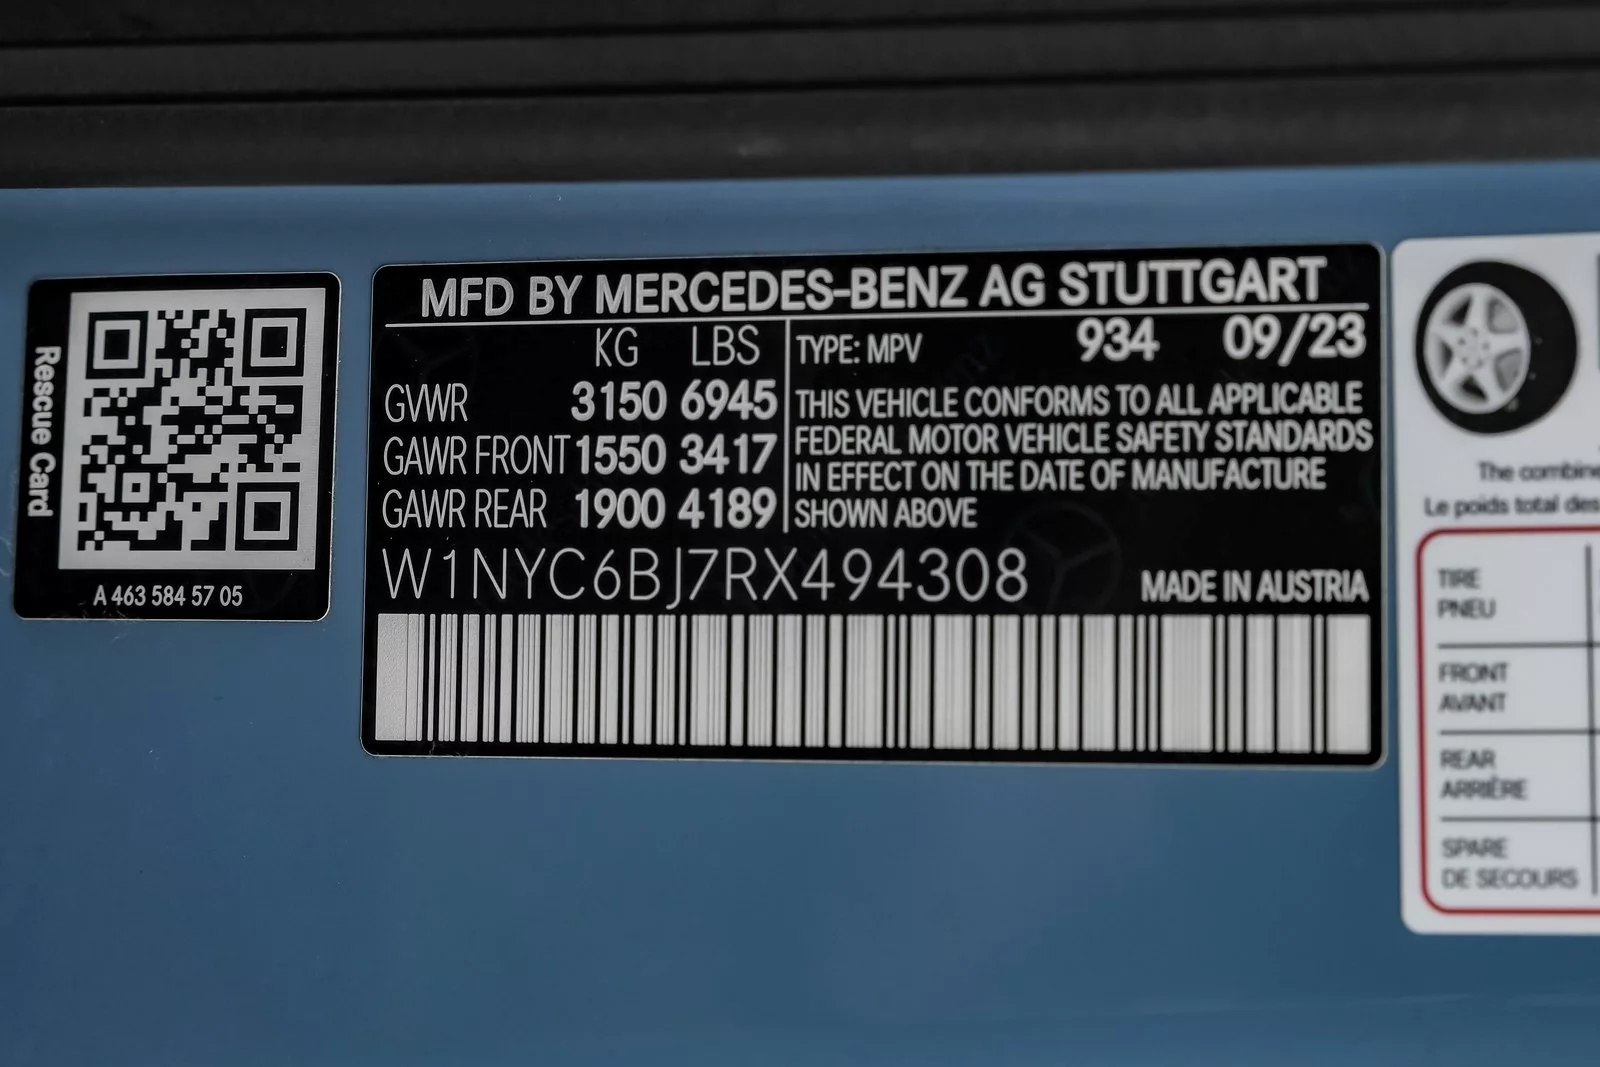 Rescue Card
A 463 584 57 05
MFD BY MERCEDES-BENZ AG STUTTGART
KG LBS
GVWR 3150 6945
GAWR FRONT 1550 3417
GAWR REAR 1900 4189
TYPE: MPV 934 09/23
THIS VEHICLE CONFORMS TO ALL APPLICABLE
FEDERAL MOTOR VEHICLE SAFETY STANDARDS
IN EFFECT ON THE DATE OF MANUFACTURE
SHOWN ABOVE
W1NYC6BJ7RX494308
MADE IN AUSTRIA
The combine
Le poids total des
TIRE
PNEU
FRONT
AVANT
REAR
ARRIÈRE
SPARE
DE SECOURS